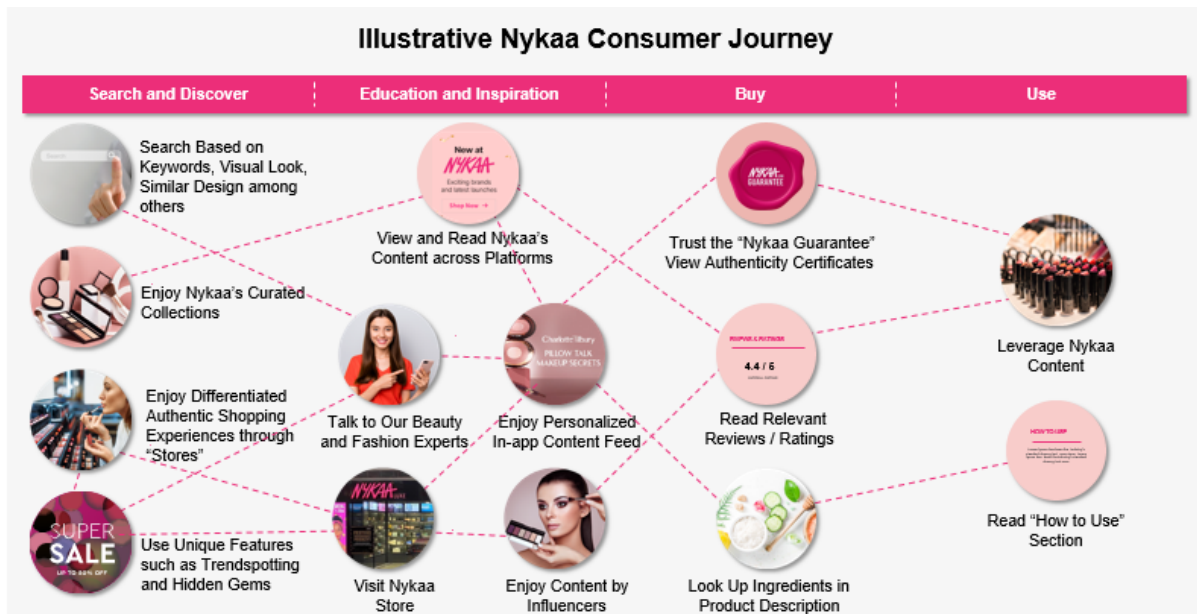 Illustrative Nykaa Consumer Journey
Search and Discover
Education and Inspiration
Buy
Use
Search
Search Based on
Keywords, Visual Look,
Similar Design among
others
New at
NYKAA
Exciting brands
and latest launches
Shop Now →
View and Read Nykaa's
Content across Platforms
NYKAA
GUARANTEE
Trust the “Nykaa Guarantee”
View Authenticity Certificates
Enjoy Nykaa's Curated
Collections
Charlotte Tilbury
PILLOW TALK
MAKEUP SECRETS
4.4 / 5
Leverage Nykaa
Content
Enjoy Differentiated
Authentic Shopping
Experiences through
“Stores”
Talk to Our Beauty
and Fashion Experts
Enjoy Personalized
In-app Content Feed
Read Relevant
Reviews / Ratings
HOW TO USE
NYKAA
SUPER
SALE
UP TO 50% OFF
Use Unique Features
such as Trendspotting
and Hidden Gems
Visit Nykaa
Store
Enjoy Content by
Influencers
Look Up Ingredients in
Product Description
Read “How to Use”
Section